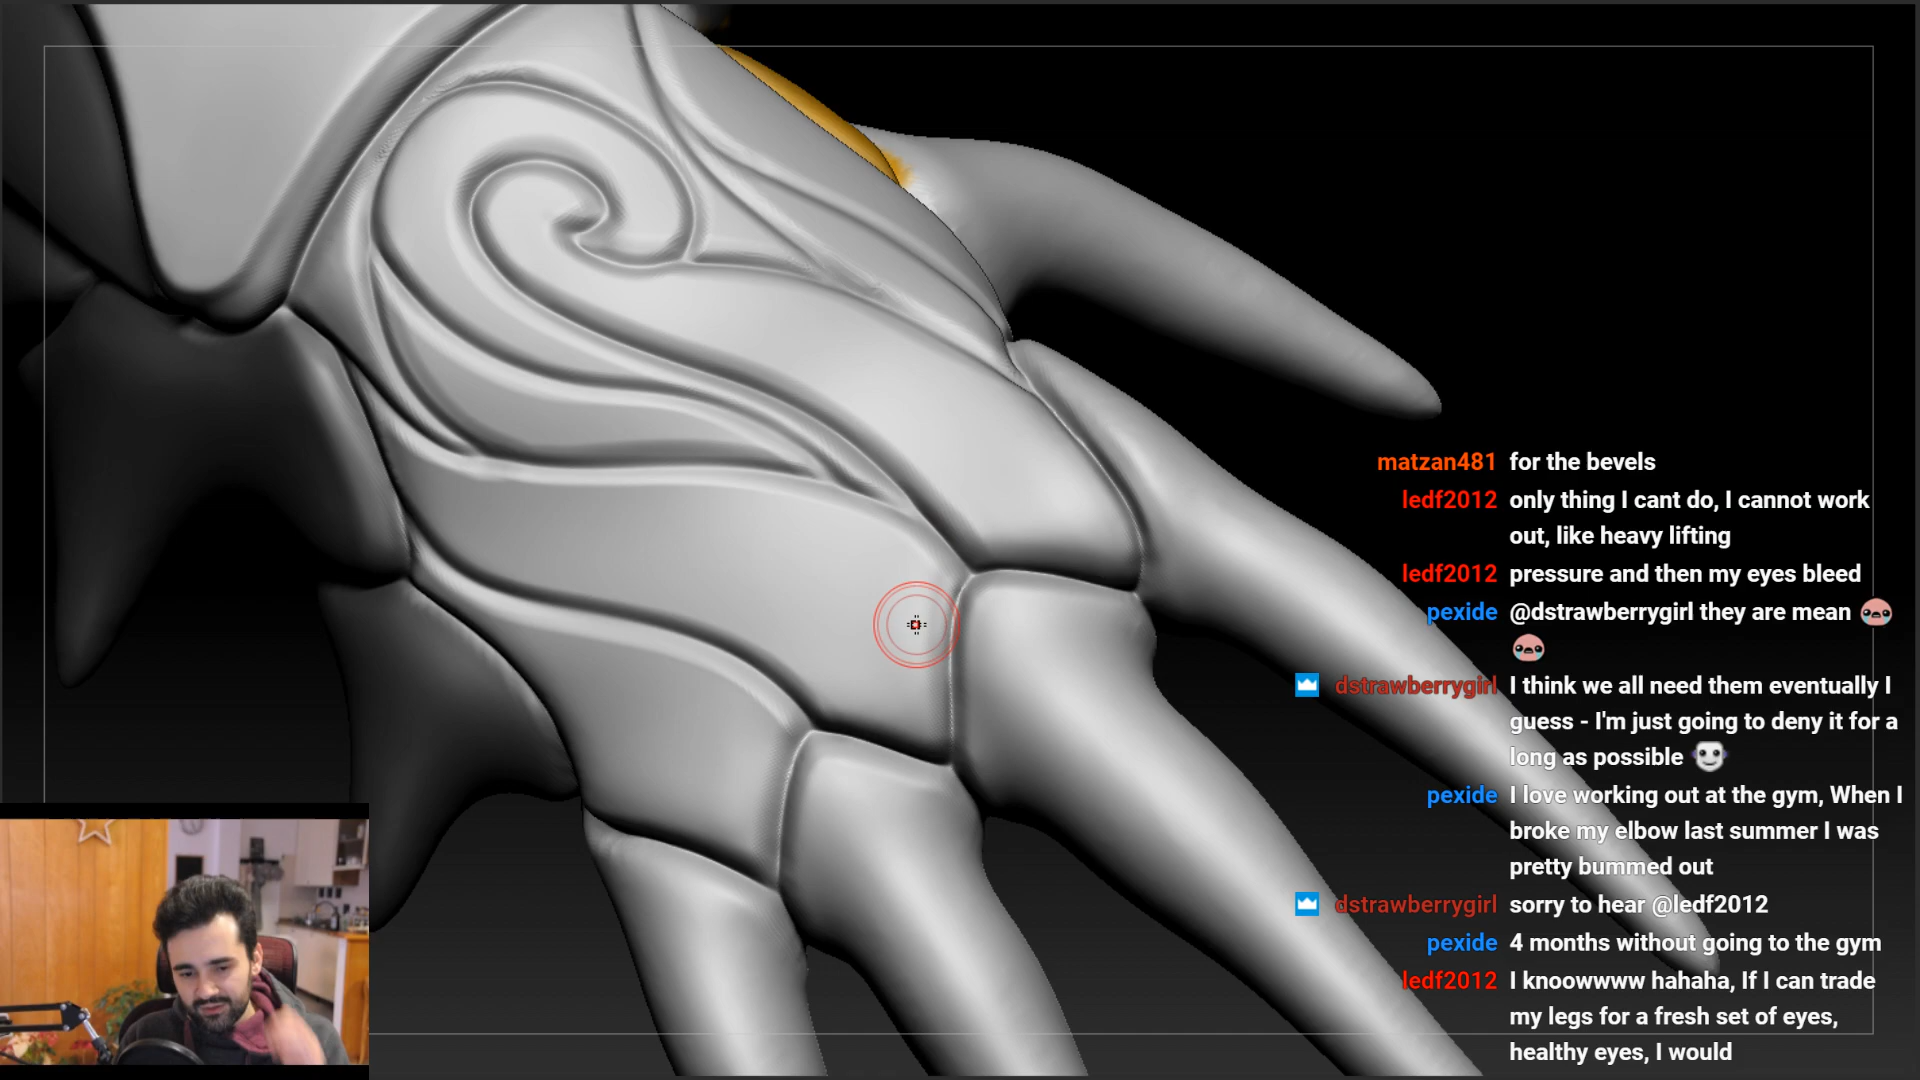 matzan481 for the bevels
ledf2012 only thing I cant do, I cannot work
out, like heavy lifting
ledf2012 pressure and then my eyes bleed
pexide @dstrawberrygirl they are mean
dstrawberrygirl I think we all need them eventually I
guess - I'm just going to deny it for a
long as possible
pexide I love working out at the gym, When I
broke my elbow last summer I was
pretty bummed out
dstrawberrygirl sorry to hear @ledf2012
pexide 4 months without going to the gym
ledf2012 I knoowwww hahaha, If I can trade
my legs for a fresh set of eyes,
healthy eyes, I would